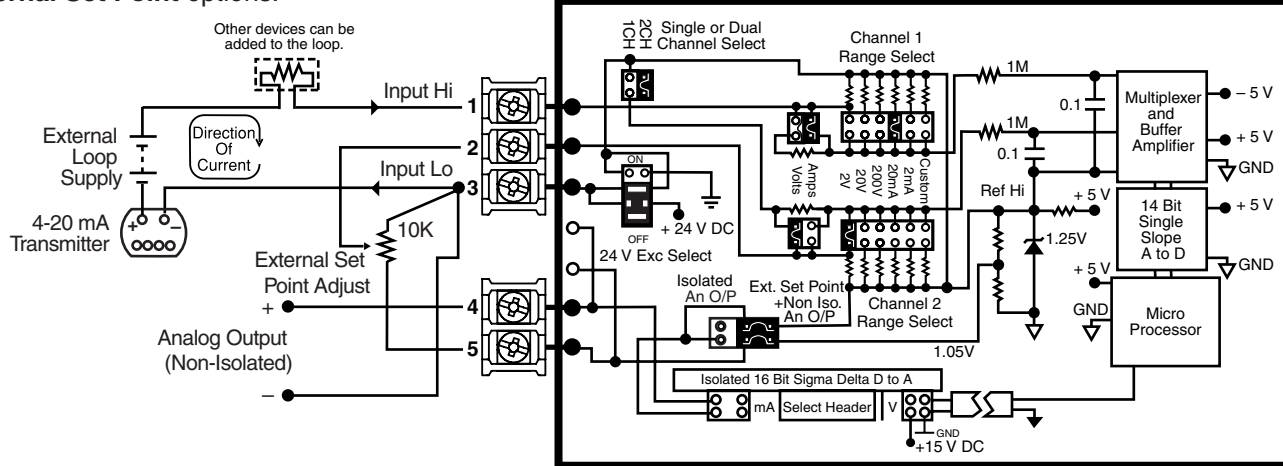 Set Point options.
Other devices can be
added to the loop.
Input Hi
External
Loop
Supply
Direction
Of
Current
Input Lo
+ –
4-20 mA
Transmitter
10K
External Set
Point Adjust
+
Analog Output
(Non-Isolated)
–
1
2
3
4
5
1CH
2CH
Single or Dual
Channel Select
Channel 1
Range Select
ON
OFF
24 V Exc Select
+ 24 V DC
Volts
Amps
2V
20V
200V
20mA
2mA
Custom
1M
0.1
1M
0.1
Multiplexer
and
Buffer
Amplifier
– 5 V
+ 5 V
GND
Ref Hi
+ 5 V
1.25V
14 Bit
Single
Slope
A to D
+ 5 V
GND
+ 5 V
GND
Micro
Processor
Isolated
An O/P
Ext. Set Point
+Non Iso.
An O/P
Channel 2
Range Select
1.05V
Isolated 16 Bit Sigma Delta D to A
mA
Select Header
V
GND
+15 V DC